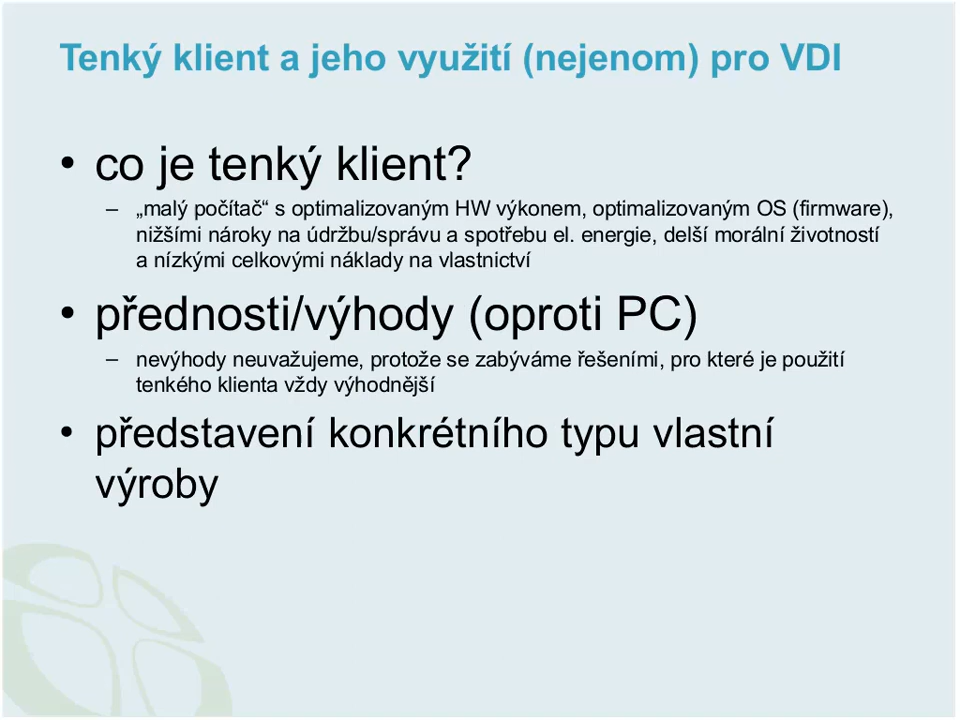 Tenký klient a jeho využití (nejenom) pro VDI
• co je tenký klient?
– „malý počítač“ s optimalizovaným HW výkonem, optimalizovaným OS (firmware),
nižšími nároky na údržbu/správu a spotřebu el. energie, delší morální životností
a nízkými celkovými náklady na vlastnictví
• přednosti/výhody (oproti PC)
– nevýhody neuvažujeme, protože se zabýváme řešeními, pro které je použití
tenkého klienta vždy výhodnější
• představení konkrétního typu vlastní
výroby